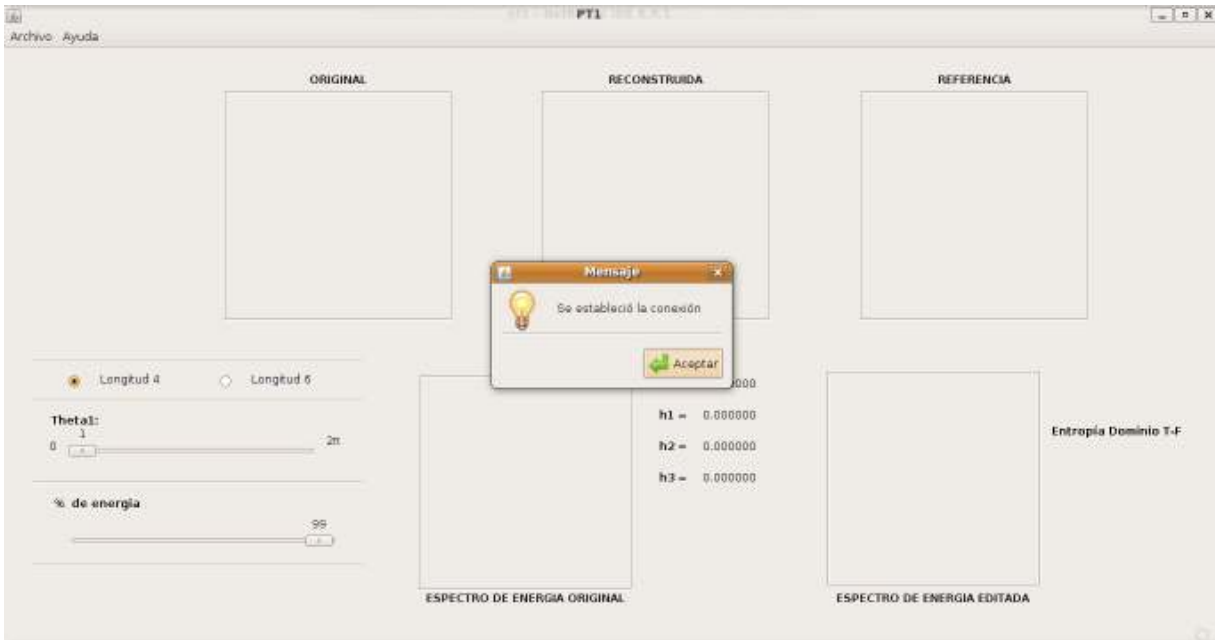 PT1
Archivo Ayuda
ORIGINAL
RECONSTRUIDA
REFERENCIA
Mensaje
Se estableció la conexión
Aceptar
Longitud 4
Longitud 6
000
h1 = 0.000000
h2 = 0.000000
h3 = 0.000000
Theta1:
1
0
2π
Entropía Dominio T-F
% de energia
99
ESPECTRO DE ENERGIA ORIGINAL
ESPECTRO DE ENERGIA EDITADA